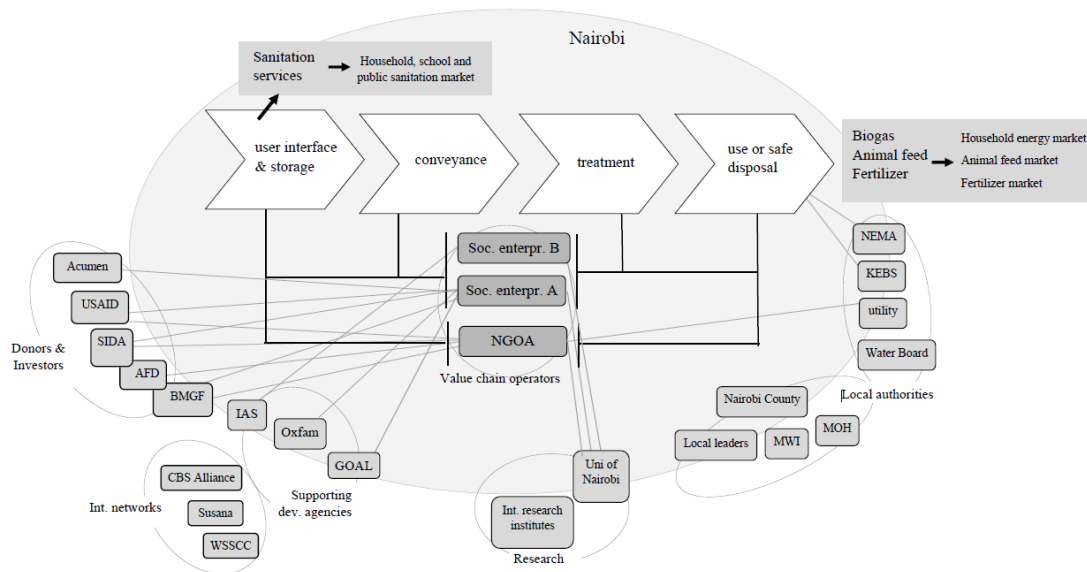 Nairobi
Sanitation
services
Household, school and
public sanitation market
user interface
& storage
conveyance
treatment
use or safe
disposal
Biogas
Animal feed
Fertilizer
Household energy market
Animal feed market
Fertilizer market
Soc. enterpr. B
Soc. enterpr. A
NGOA
Value chain operators
Acumen
USAID
SIDA
AFD
BMGF
Donors &
Investors
IAS
Oxfam
GOAL
Supporting
dev. agencies
CBS Alliance
Susana
WSSCC
Int. networks
Uni of
Nairobi
Int. research
institutes
Research
NEMA
KEBS
utility
Water Board
Local authorities
Nairobi County
Local leaders
MWI
MOH